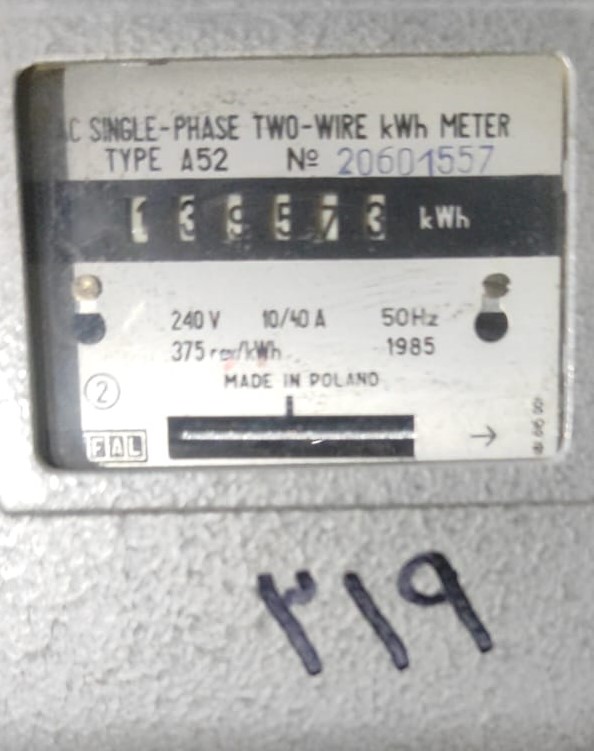 AC SINGLE-PHASE TWO-WIRE kWh METER
TYPE A52 № 20601557
139573 kWh
240 V 10/40 A 50Hz
375 rev/kWh 1985
MADE IN POLAND
2
FAL
٣١٩